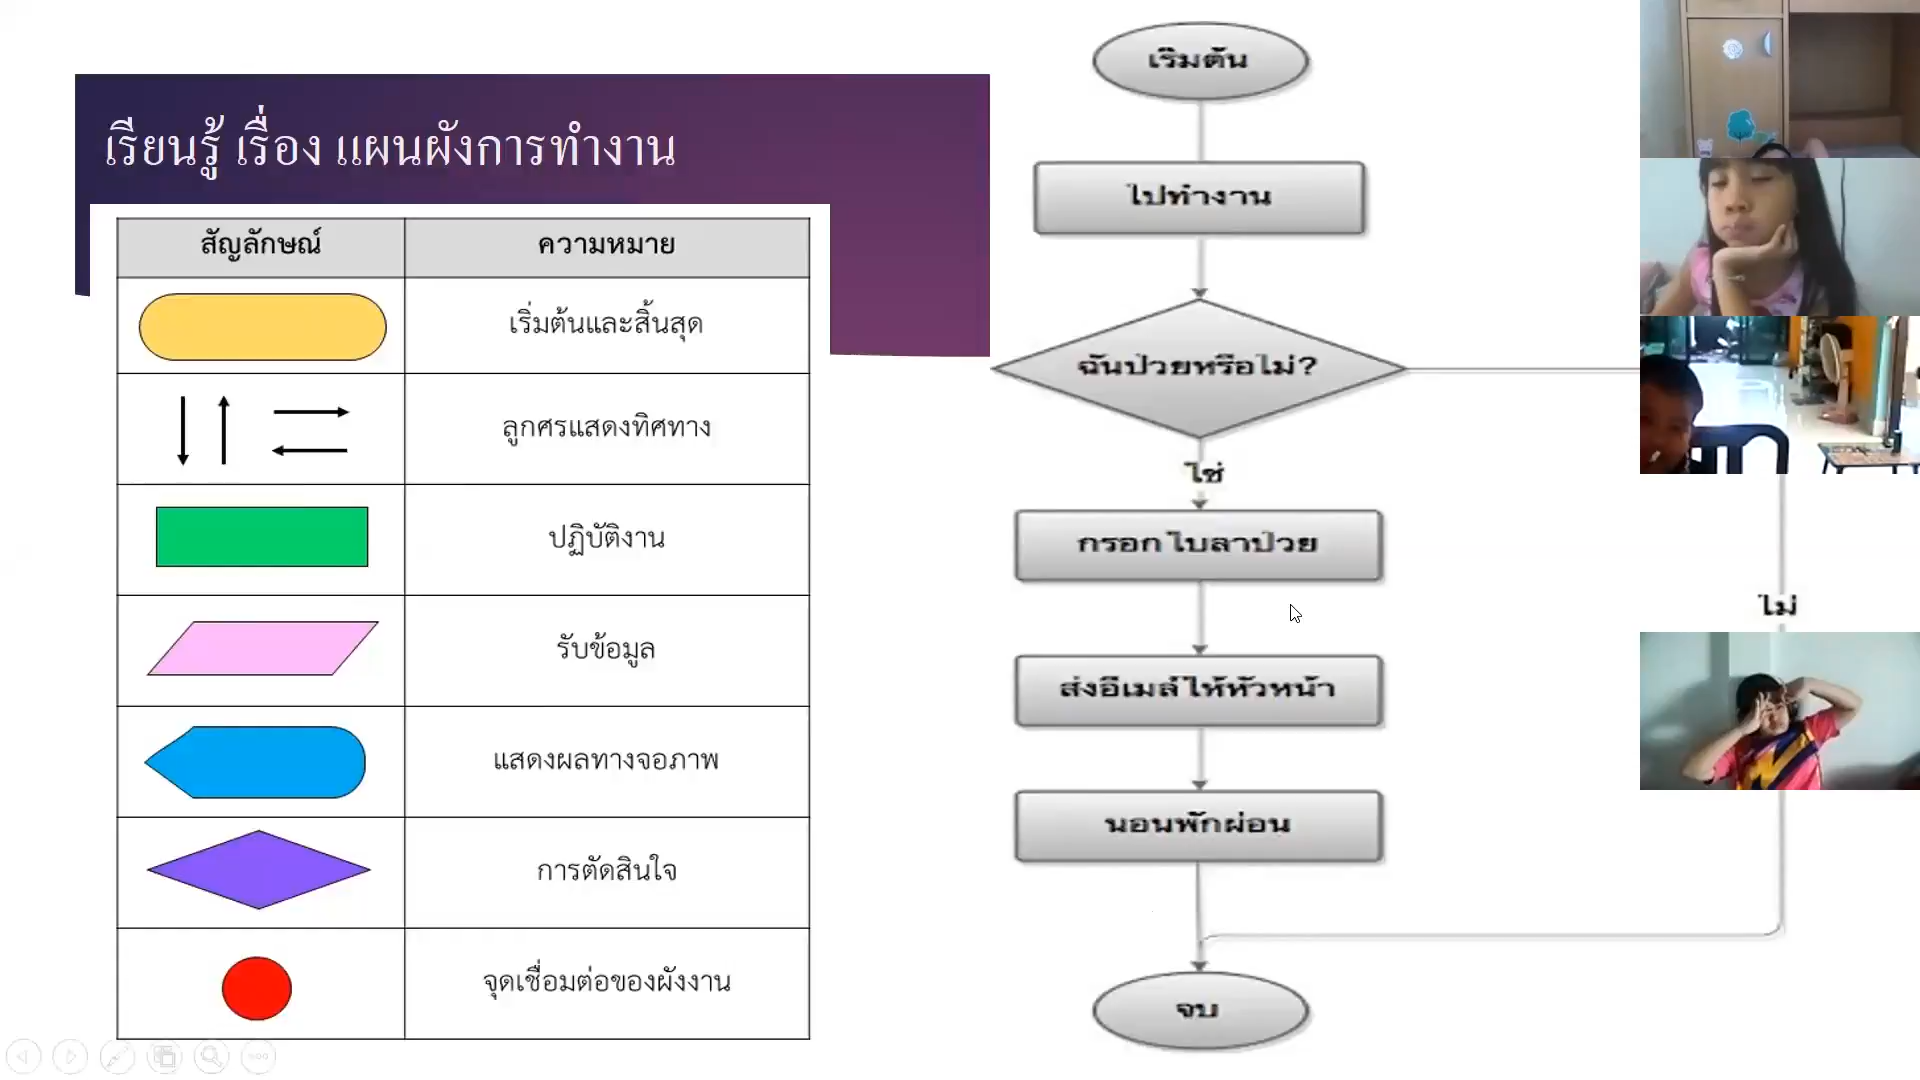 เรียนรู้ เรื่อง แผนผังการทำงาน
สัญลักษณ์
ความหมาย
เริ่มต้นและสิ้นสุด
ลูกศรแสดงทิศทาง
ปฏิบัติงาน
รับข้อมูล
แสดงผลทางจอภาพ
การตัดสินใจ
จุดเชื่อมต่อของผังงาน
เริ่มต้น
ไปทำงาน
ฉันป่วยหรือไม่?
ใช่
กรอกใบลาป่วย
ส่งอีเมล์ให้หัวหน้า
นอนพักผ่อน
ไม่
จบ